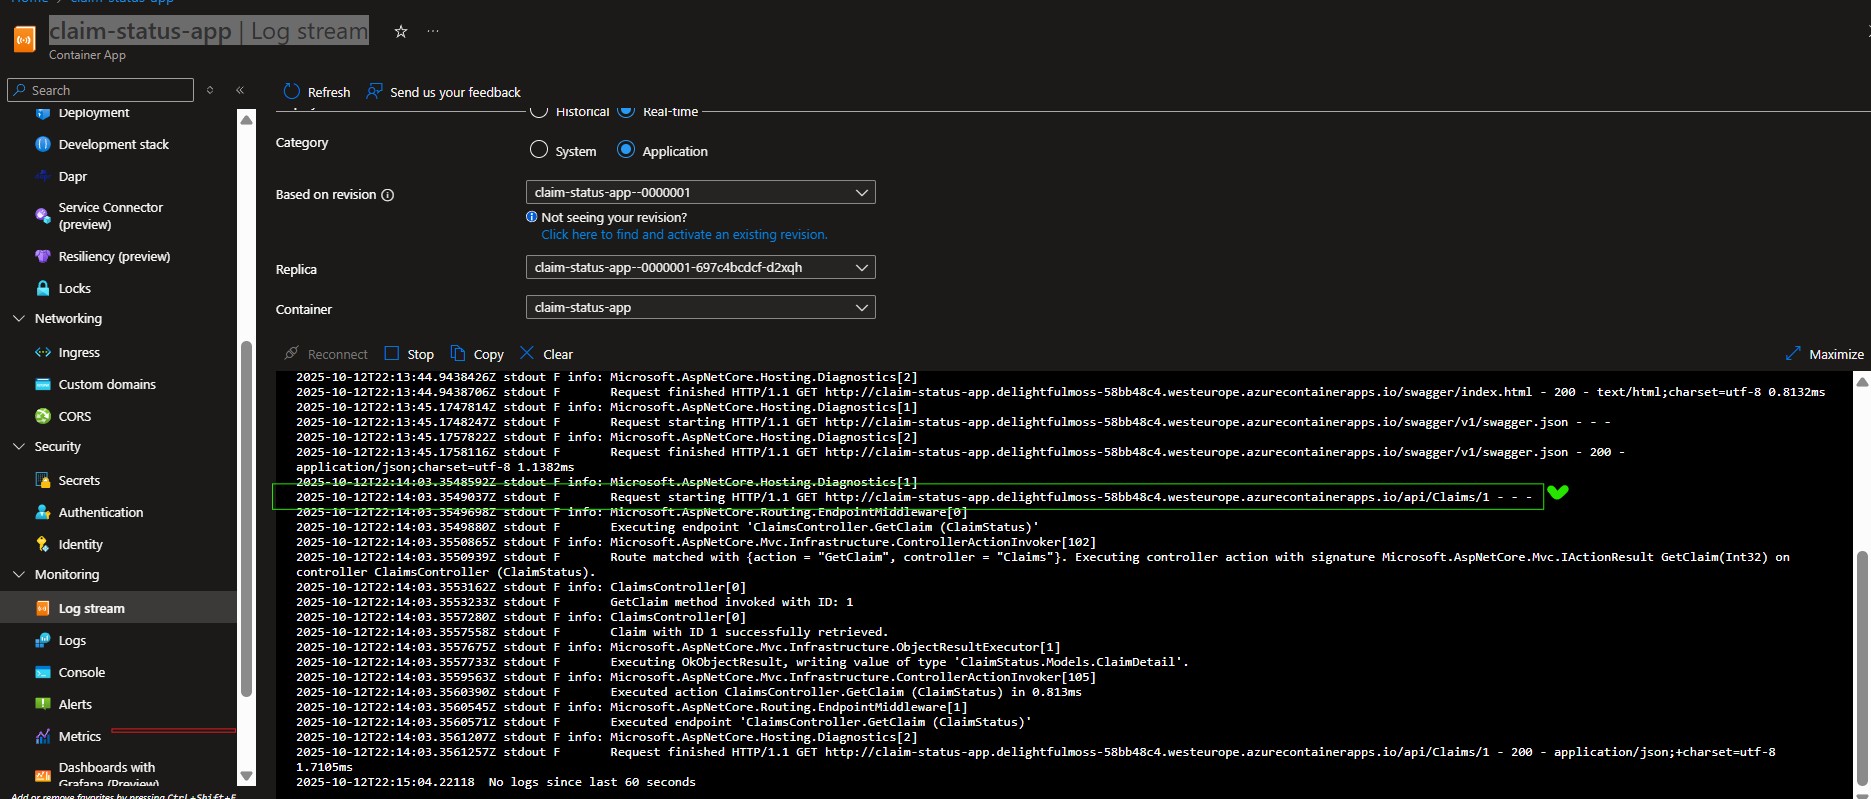 Home > claim-status-app
claim-status-app | Log stream
Container App
Search
Refresh
Send us your feedback
Historical
Real-time
Deployment
Development stack
Dapr
Service Connector
(preview)
Resiliency (preview)
Locks
Networking
Ingress
Custom domains
CORS
Security
Secrets
Authentication
Identity
Monitoring
Log stream
Logs
Console
Alerts
Metrics
Dashboards with
Grafana (Preview)
Add or remove favorites by pressing Ctrl+Shift+F
Category
System
Application
Based on revision
claim-status-app--0000001
Not seeing your revision?
Click here to find and activate an existing revision.
Replica
claim-status-app--0000001-697c4bcdcf-d2xqh
Container
claim-status-app
Reconnect
Stop
Copy
Clear
Maximize
2025-10-12T22:13:44.9438426Z stdout F info: Microsoft.AspNetCore.Hosting.Diagnostics[2]
2025-10-12T22:13:44.9438706Z stdout F       Request finished HTTP/1.1 GET http://claim-status-app.delightfulmoss-58bb48c4.westeurope.azurecontainerapps.io/swagger/index.html - 200 - text/html;charset=utf-8 0.8132ms
2025-10-12T22:13:45.1747814Z stdout F info: Microsoft.AspNetCore.Hosting.Diagnostics[1]
2025-10-12T22:13:45.1748247Z stdout F       Request starting HTTP/1.1 GET http://claim-status-app.delightfulmoss-58bb48c4.westeurope.azurecontainerapps.io/swagger/v1/swagger.json - - -
2025-10-12T22:13:45.1757822Z stdout F info: Microsoft.AspNetCore.Hosting.Diagnostics[2]
2025-10-12T22:13:45.1758116Z stdout F       Request finished HTTP/1.1 GET http://claim-status-app.delightfulmoss-58bb48c4.westeurope.azurecontainerapps.io/swagger/v1/swagger.json - 200 -
application/json;charset=utf-8 1.1382ms
2025-10-12T22:14:03.3548592Z stdout F info: Microsoft.AspNetCore.Hosting.Diagnostics[1]
2025-10-12T22:14:03.3549037Z stdout F       Request starting HTTP/1.1 GET http://claim-status-app.delightfulmoss-58bb48c4.westeurope.azurecontainerapps.io/api/Claims/1 - - -
2025-10-12T22:14:03.3549698Z stdout F info: Microsoft.AspNetCore.Routing.EndpointMiddleware[0]
2025-10-12T22:14:03.3549880Z stdout F       Executing endpoint 'ClaimsController.GetClaim (ClaimStatus)'
2025-10-12T22:14:03.3550865Z stdout F info: Microsoft.AspNetCore.Mvc.Infrastructure.ControllerActionInvoker[102]
2025-10-12T22:14:03.3550939Z stdout F       Route matched with {action = "GetClaim", controller = "Claims"}. Executing controller action with signature Microsoft.AspNetCore.Mvc.IActionResult GetClaim(Int32) on
controller ClaimsController (ClaimStatus).
2025-10-12T22:14:03.3553162Z stdout F info: ClaimsController[0]
2025-10-12T22:14:03.3553233Z stdout F       GetClaim method invoked with ID: 1
2025-10-12T22:14:03.3557280Z stdout F info: ClaimsController[0]
2025-10-12T22:14:03.3557558Z stdout F       Claim with ID 1 successfully retrieved.
2025-10-12T22:14:03.3557675Z stdout F info: Microsoft.AspNetCore.Mvc.Infrastructure.ObjectResultExecutor[1]
2025-10-12T22:14:03.3557733Z stdout F       Executing OkObjectResult, writing value of type 'ClaimStatus.Models.ClaimDetail'.
2025-10-12T22:14:03.3559563Z stdout F info: Microsoft.AspNetCore.Mvc.Infrastructure.ControllerActionInvoker[105]
2025-10-12T22:14:03.3560390Z stdout F       Executed action ClaimsController.GetClaim (ClaimStatus) in 0.813ms
2025-10-12T22:14:03.3560545Z stdout F info: Microsoft.AspNetCore.Routing.EndpointMiddleware[1]
2025-10-12T22:14:03.3560571Z stdout F       Executed endpoint 'ClaimsController.GetClaim (ClaimStatus)'
2025-10-12T22:14:03.3561207Z stdout F info: Microsoft.AspNetCore.Hosting.Diagnostics[2]
2025-10-12T22:14:03.3561257Z stdout F       Request finished HTTP/1.1 GET http://claim-status-app.delightfulmoss-58bb48c4.westeurope.azurecontainerapps.io/api/Claims/1 - 200 - application/json;+charset=utf-8
1.7105ms
2025-10-12T22:15:04.22118  No logs since last 60 seconds